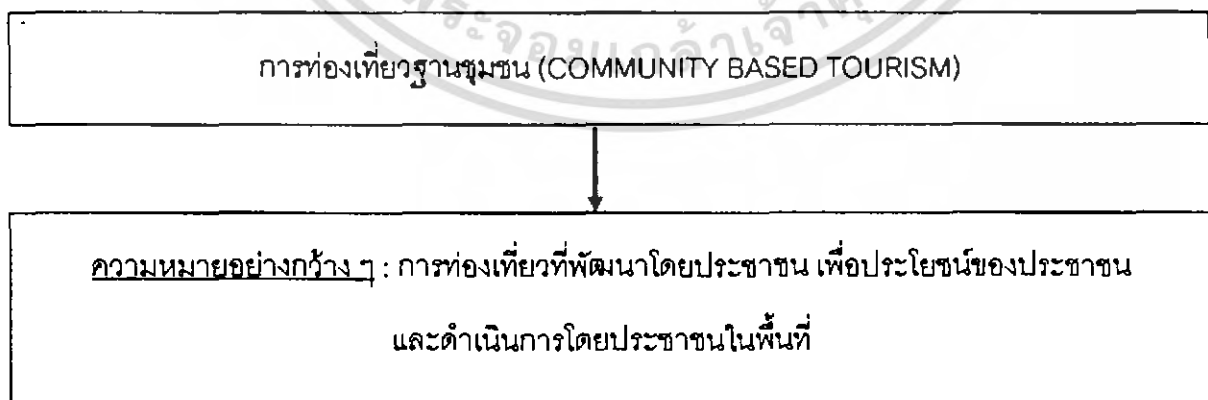 การท่องเที่ยวฐานชุมชน (COMMUNITY BASED TOURISM)
ความหมายอย่างกว้าง ๆ : การท่องเที่ยวที่พัฒนาโดยประชาชน เพื่อประโยชน์ของประชาชน
และดำเนินการโดยประชาชนในพื้นที่